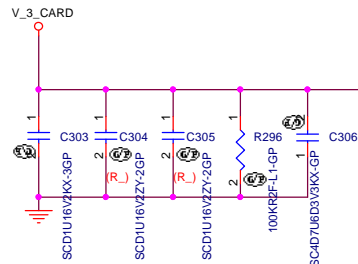 V_3_CARD
1
C303
SCD1U16V2KX-3GP
1
C304
2
G/P
(R_)
SCD1U16V2ZY-2GP
1
C305
2
G/P
(R_)
SCD1U16V2ZY-2GP
1
R296
2
G/P
100KR2F-L1-GP
2
C306
1
SC4D7U6D3V3KX-GP